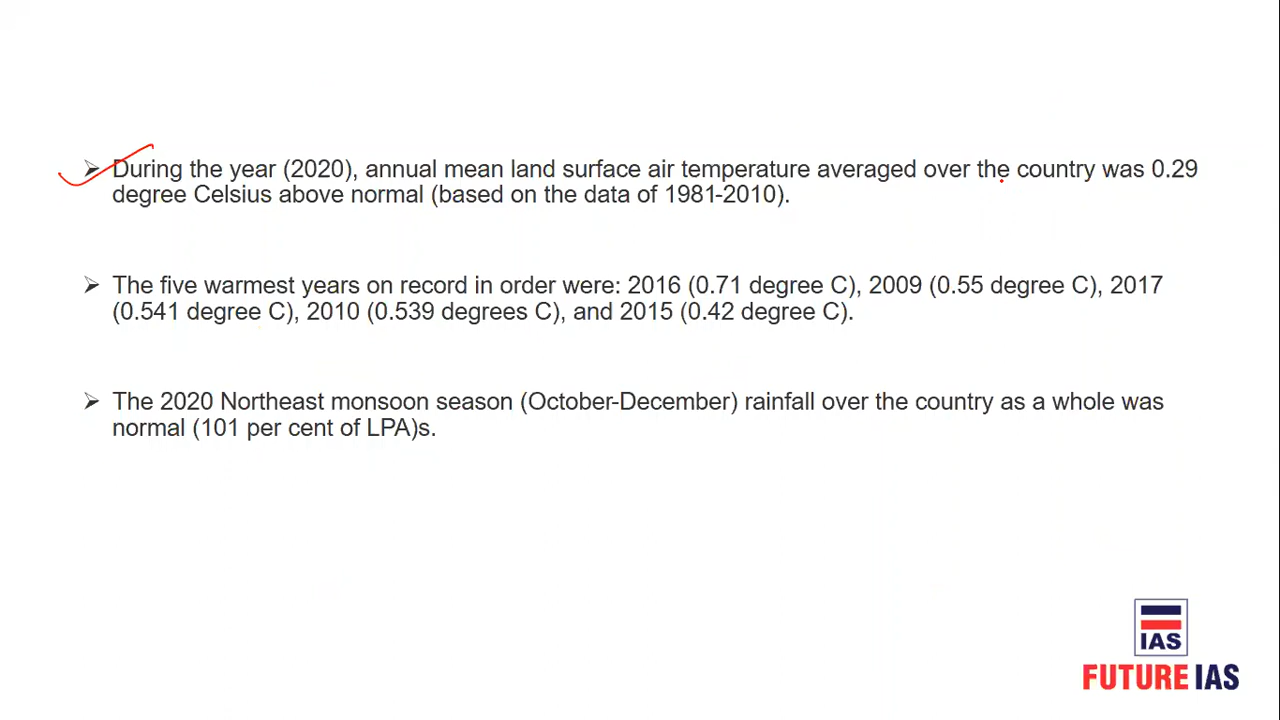 During the year (2020), annual mean land surface air temperature averaged over the country was 0.29
degree Celsius above normal (based on the data of 1981-2010).
The five warmest years on record in order were: 2016 (0.71 degree C), 2009 (0.55 degree C), 2017
(0.541 degree C), 2010 (0.539 degrees C), and 2015 (0.42 degree C).
The 2020 Northeast monsoon season (October-December) rainfall over the country as a whole was
normal (101 per cent of LPA)s.
IAS
FUTURE IAS